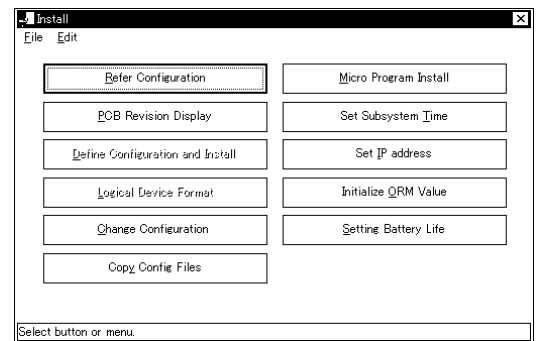 Install
File Edit
Refer Configuration
PCB Revision Display
Define Configuration and Install
Logical Device Format
Change Configuration
Copy Config Files
Micro Program Install
Set Subsystem Time
Set IP address
Initialize ORM Value
Setting Battery Life
Select button or menu.